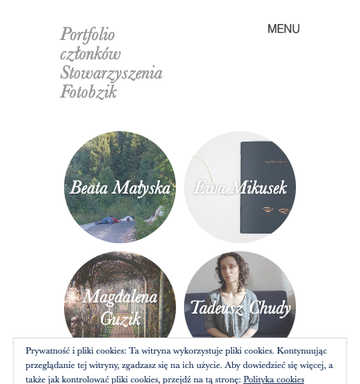 Portfolio
członków
Stowarzyszenia
Fotobzik
MENU
Beata Małyska
Ewa Mikusek
Magdalena
Guzik
Tadeusz Chudy
Prywatność i pliki cookies: Ta witryna wykorzystuje pliki cookies. Kontynuując
przeglądanie tej witryny, zgadzasz się na ich użycie. Aby dowiedzieć się więcej, a
także jak kontrolować pliki cookies, przejdź na tą stronę: Polityka cookies